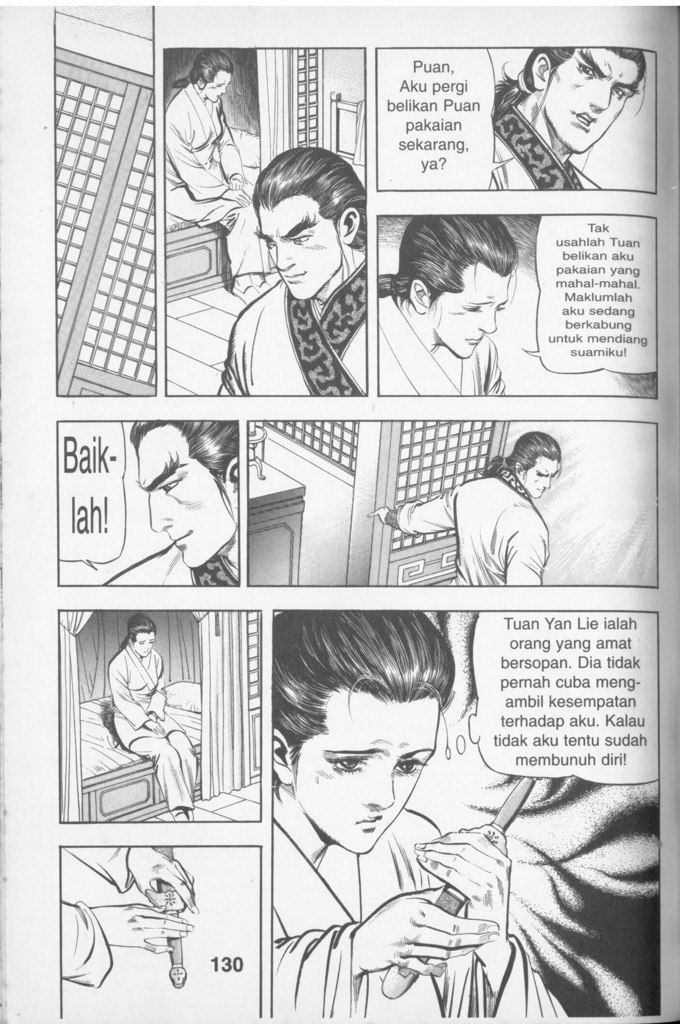 Puan,
Aku pergi
belikan Puan
pakaian
sekarang,
ya?
Tak
usahlah Tuan
belikan aku
pakaian yang
mahal-mahal.
Maklumlah
aku sedang
berkabung
untuk mendiang
suamiku!
Baik-
lah!
Tuan Yan Lie ialah
orang yang amat
bersopan. Dia tidak
pernah cuba meng-
ambil kesempatan
terhadap aku. Kalau
tidak aku tentu sudah
membunuh diri!
130